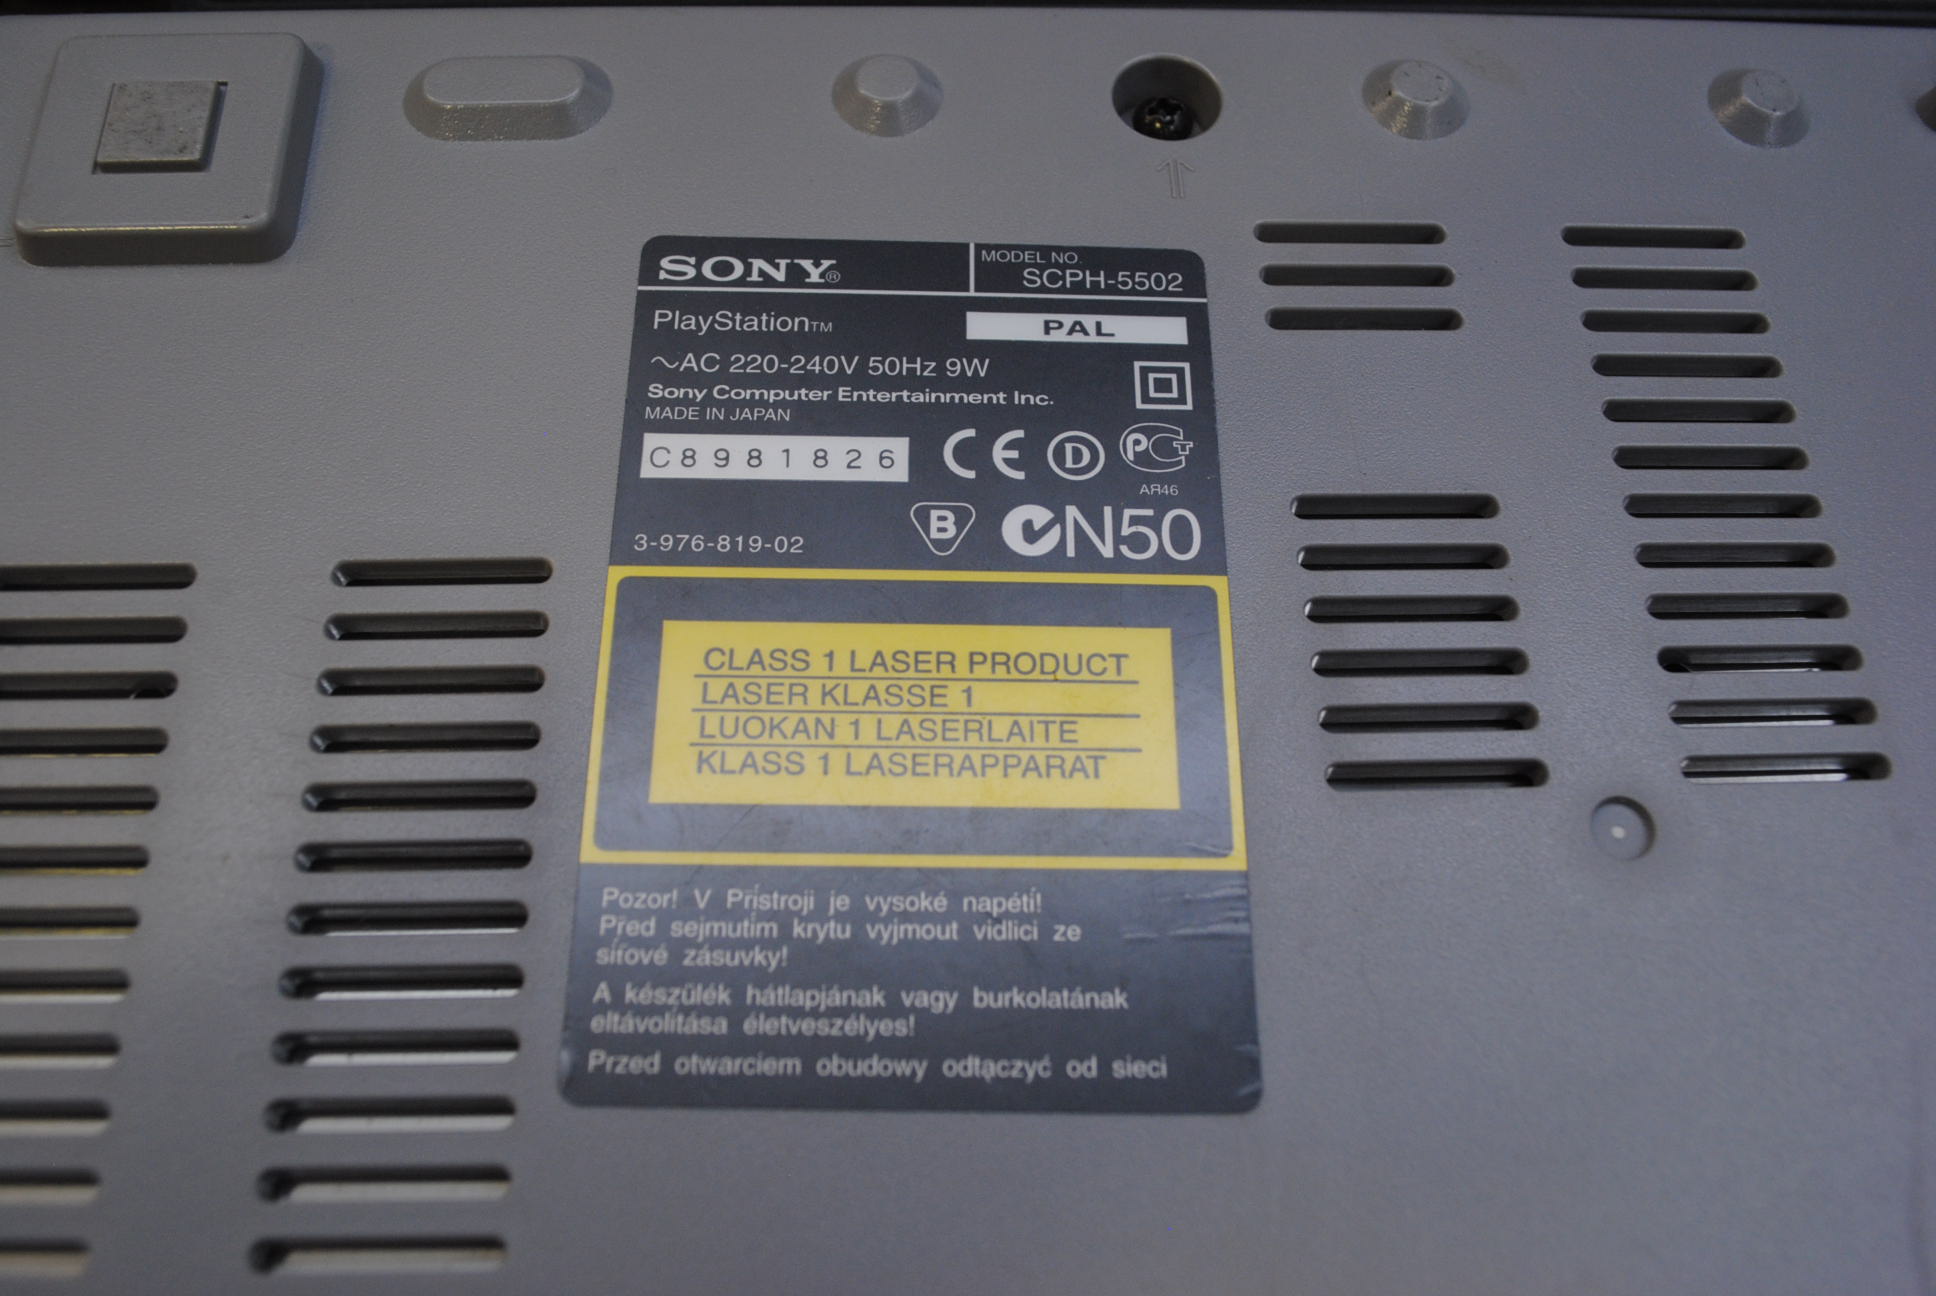 SONY®
MODEL NO.
SCPH-5502
PlayStation™
PAL
~AC 220-240V 50Hz 9W
Sony Computer Entertainment Inc.
MADE IN JAPAN
C8981826
CE D PCT
АЯ46
3-976-819-02
B N50
CLASS 1 LASER PRODUCT
LASER KLASSE 1
LUOKAN 1 LASERLAITE
KLASS 1 LASERAPPARAT
Pozor! V Přístroji je vysoké napétí!
Před sejmutím krytu vyjmout vidlici ze
síťové zásuvky!
A készülék hátlapjának vagy burkolatának
eltávolítása életveszélyes!
Przed otwarciem obudowy odtączyć od sieci